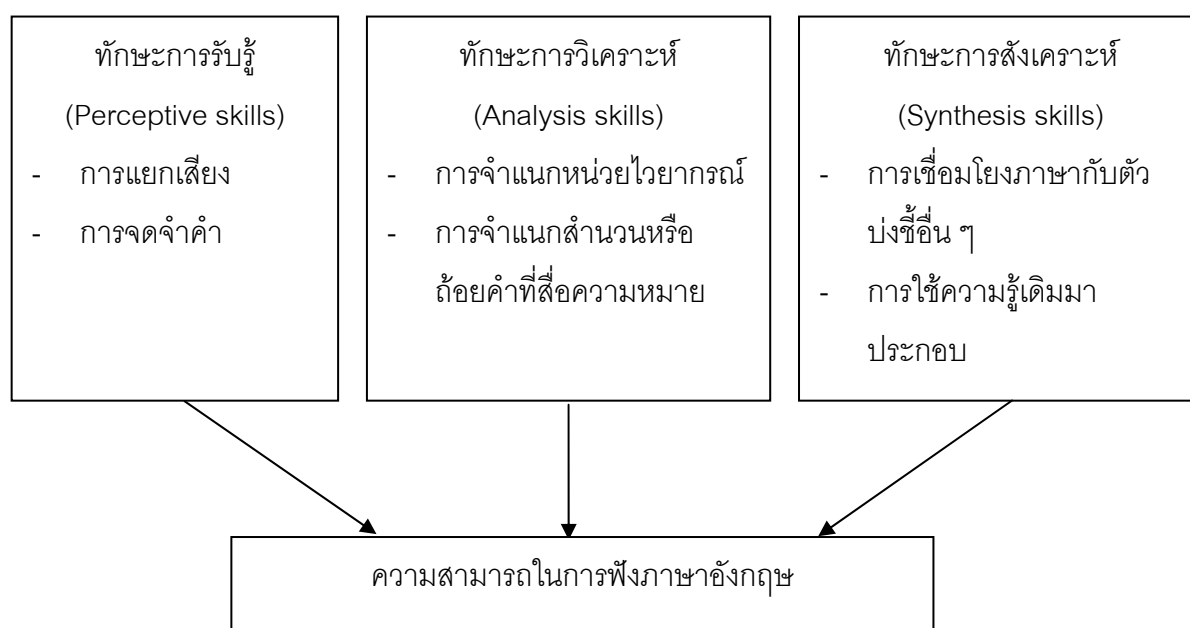 ทักษะการรับรู้
(Perceptive skills)
- การแยกเสียง
- การจดจำคำ
ทักษะการวิเคราะห์
(Analysis skills)
- การจำแนกหน่วยไวยากรณ์
- การจำแนกสำนวนหรือ
ถ้อยคำที่สื่อความหมาย
ทักษะการสังเคราะห์
(Synthesis skills)
- การเชื่อมโยงภาษากับตัว
บ่งชี้อื่น ๆ
- การใช้ความรู้เดิมมา
ประกอบ
ความสามารถในการฟังภาษาอังกฤษ